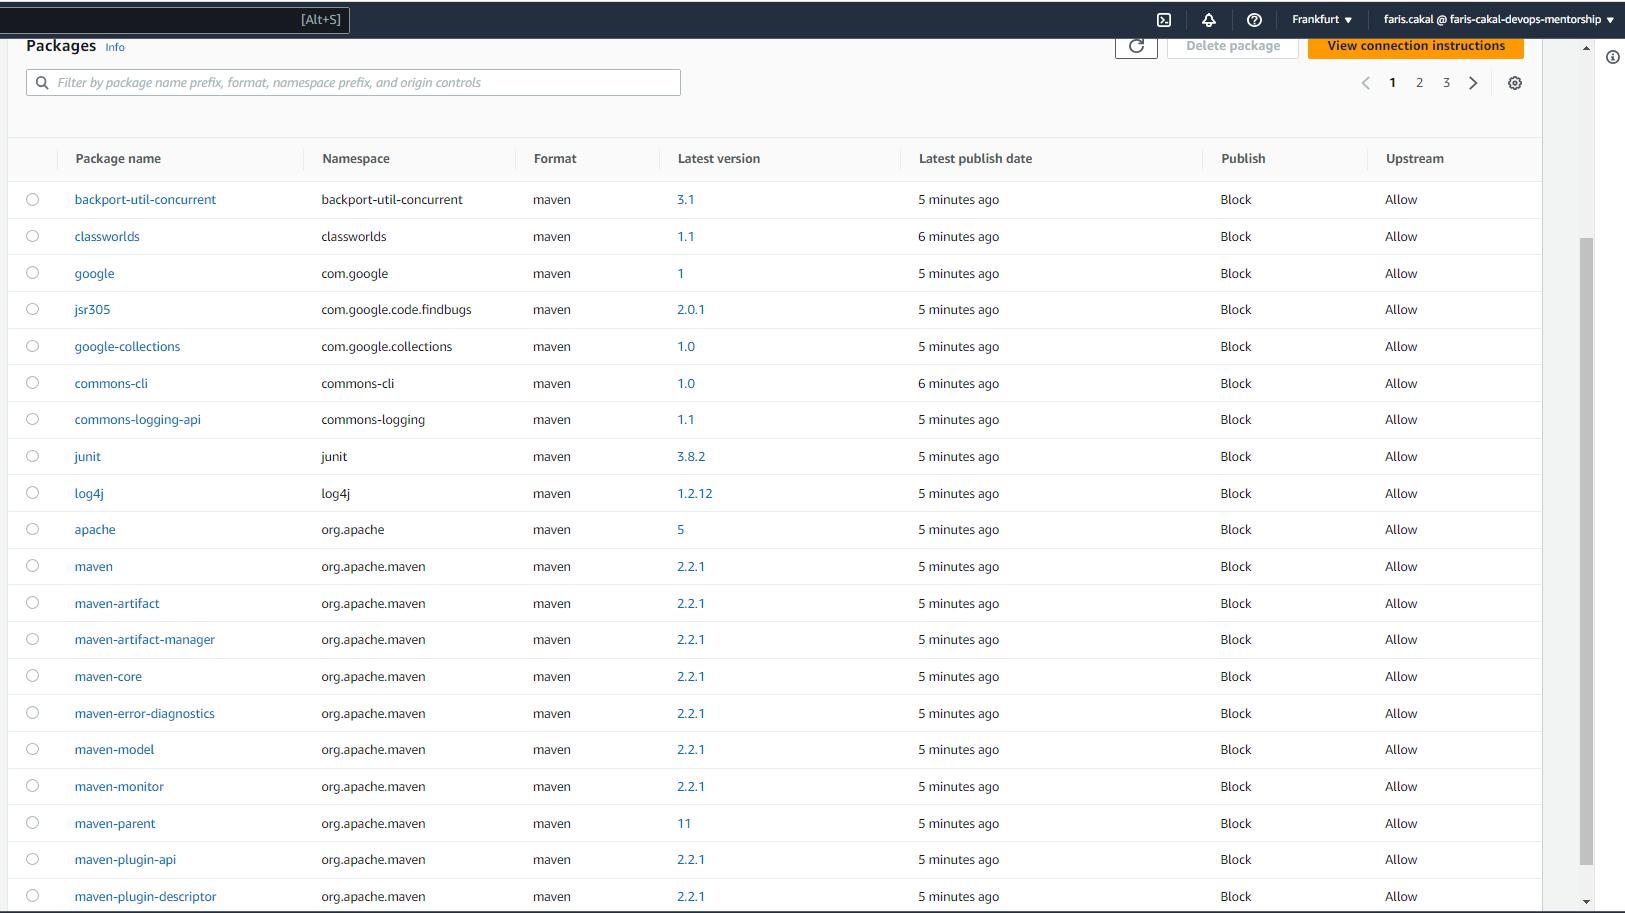 [Alt+S] Frankfurt ▼ faris.cakal @ faris-cakal-devops-mentorship ▼
Packages Info Delete package View connection instructions
Filter by package name prefix, format, namespace prefix, and origin controls 1 2 3
Package name Namespace Format Latest version Latest publish date Publish Upstream
backport-util-concurrent backport-util-concurrent maven 3.1 5 minutes ago Block Allow
classworlds classworlds maven 1.1 6 minutes ago Block Allow
google com.google maven 1 5 minutes ago Block Allow
jsr305 com.google.code.findbugs maven 2.0.1 5 minutes ago Block Allow
google-collections com.google.collections maven 1.0 5 minutes ago Block Allow
commons-cli commons-cli maven 1.0 6 minutes ago Block Allow
commons-logging-api commons-logging maven 1.1 5 minutes ago Block Allow
junit junit maven 3.8.2 5 minutes ago Block Allow
log4j log4j maven 1.2.12 5 minutes ago Block Allow
apache org.apache maven 5 5 minutes ago Block Allow
maven org.apache.maven maven 2.2.1 5 minutes ago Block Allow
maven-artifact org.apache.maven maven 2.2.1 5 minutes ago Block Allow
maven-artifact-manager org.apache.maven maven 2.2.1 5 minutes ago Block Allow
maven-core org.apache.maven maven 2.2.1 5 minutes ago Block Allow
maven-error-diagnostics org.apache.maven maven 2.2.1 5 minutes ago Block Allow
maven-model org.apache.maven maven 2.2.1 5 minutes ago Block Allow
maven-monitor org.apache.maven maven 2.2.1 5 minutes ago Block Allow
maven-parent org.apache.maven maven 11 5 minutes ago Block Allow
maven-plugin-api org.apache.maven maven 2.2.1 5 minutes ago Block Allow
maven-plugin-descriptor org.apache.maven maven 2.2.1 5 minutes ago Block Allow